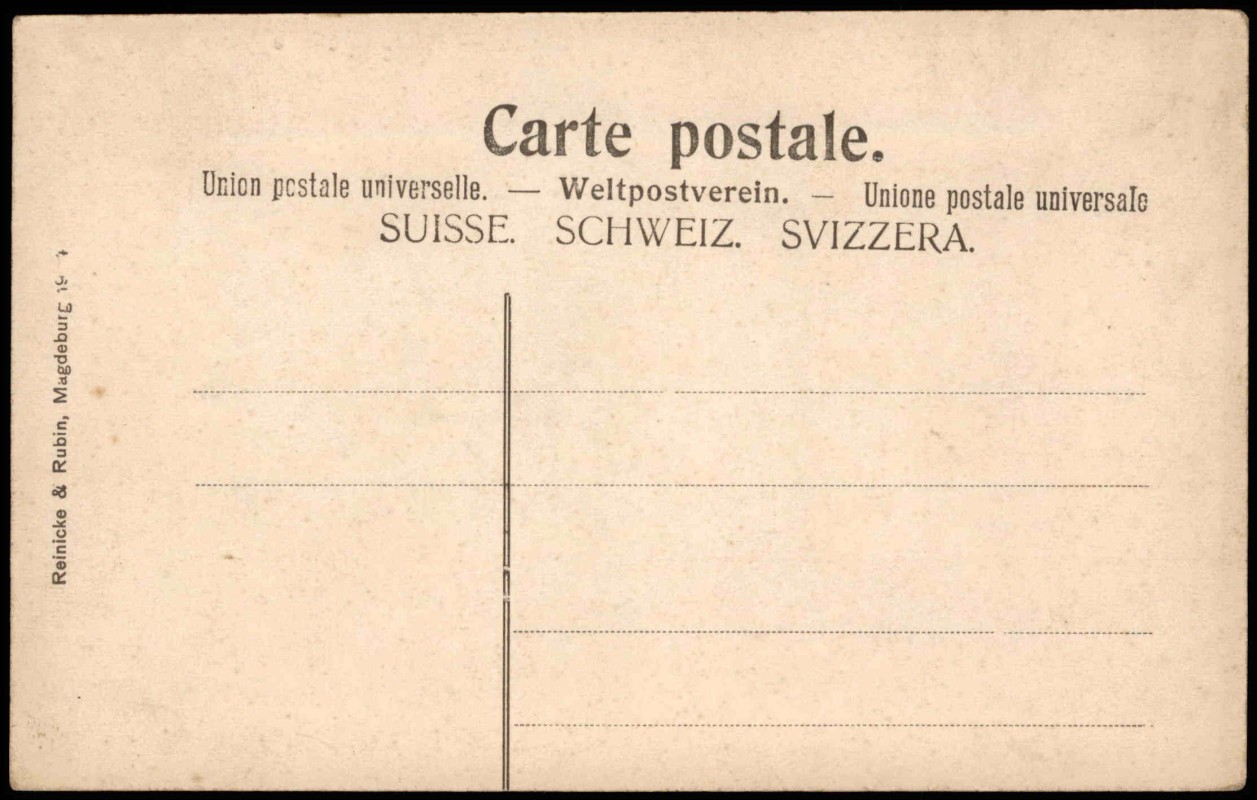 Carte postale.
Union postale universelle. — Weltpostverein. — Unione postale universale
SUISSE. SCHWEIZ. SVIZZERA.
Reinicke & Rubin, Magdeburg